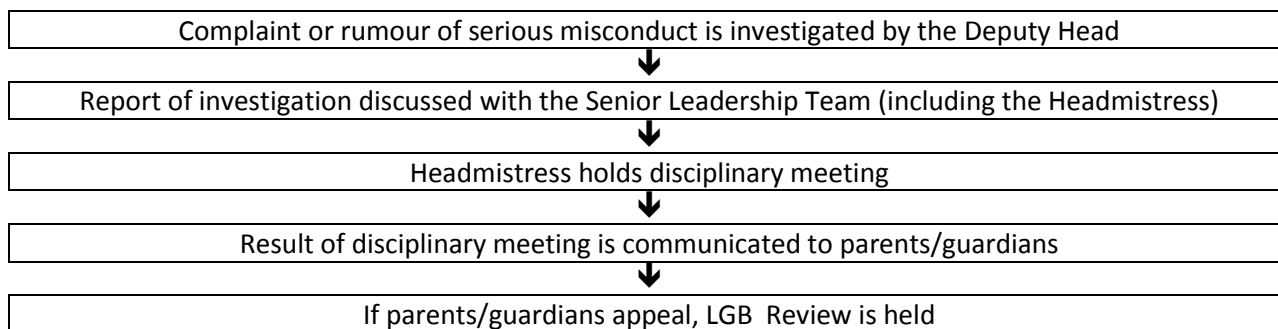 Complaint or rumour of serious misconduct is investigated by the Deputy Head
Report of investigation discussed with the Senior Leadership Team (including the Headmistress)
Headmistress holds disciplinary meeting
Result of disciplinary meeting is communicated to parents/guardians
If parents/guardians appeal, LGB  Review is held